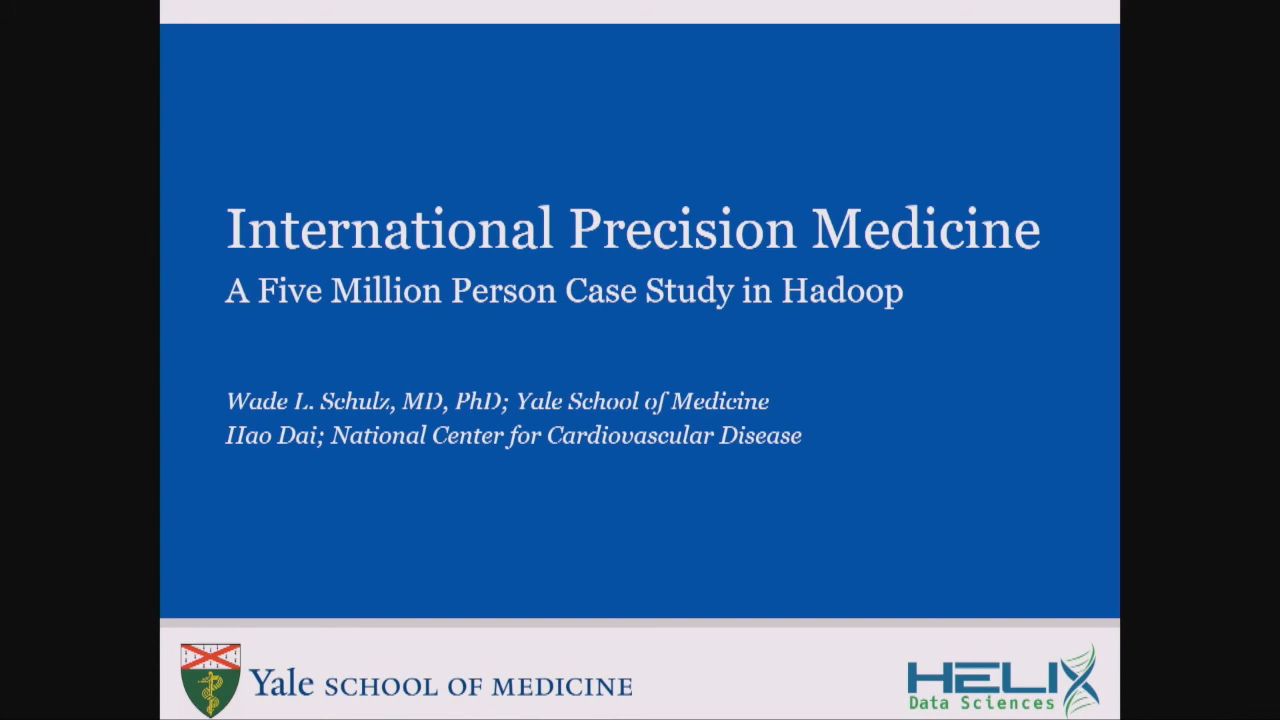 International Precision Medicine
A Five Million Person Case Study in Hadoop
Wade L. Schulz, MD, PhD; Yale School of Medicine
Hao Dai; National Center for Cardiovascular Disease
Yale SCHOOL OF MEDICINE
HELIX
Data Sciences